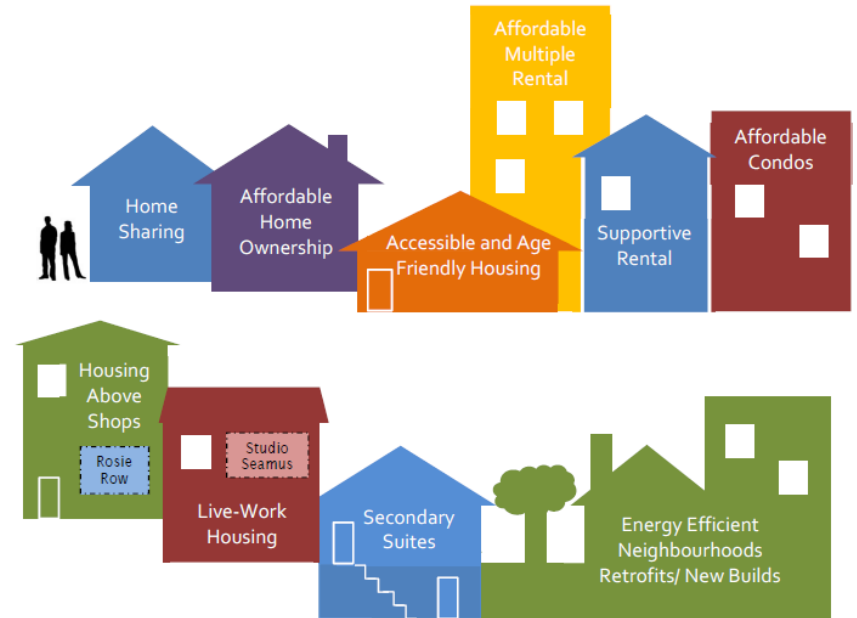 Affordable
Multiple
Rental
Affordable
Condos
Home
Sharing
Affordable
Home
Ownership
Accessible and Age
Friendly Housing
Supportive
Rental
Housing
Above
Shops
Rosie
Row
Studio
Seamus
Live-Work
Housing
Secondary
Suites
Energy Efficient
Neighbourhoods
Retrofits/ New Builds